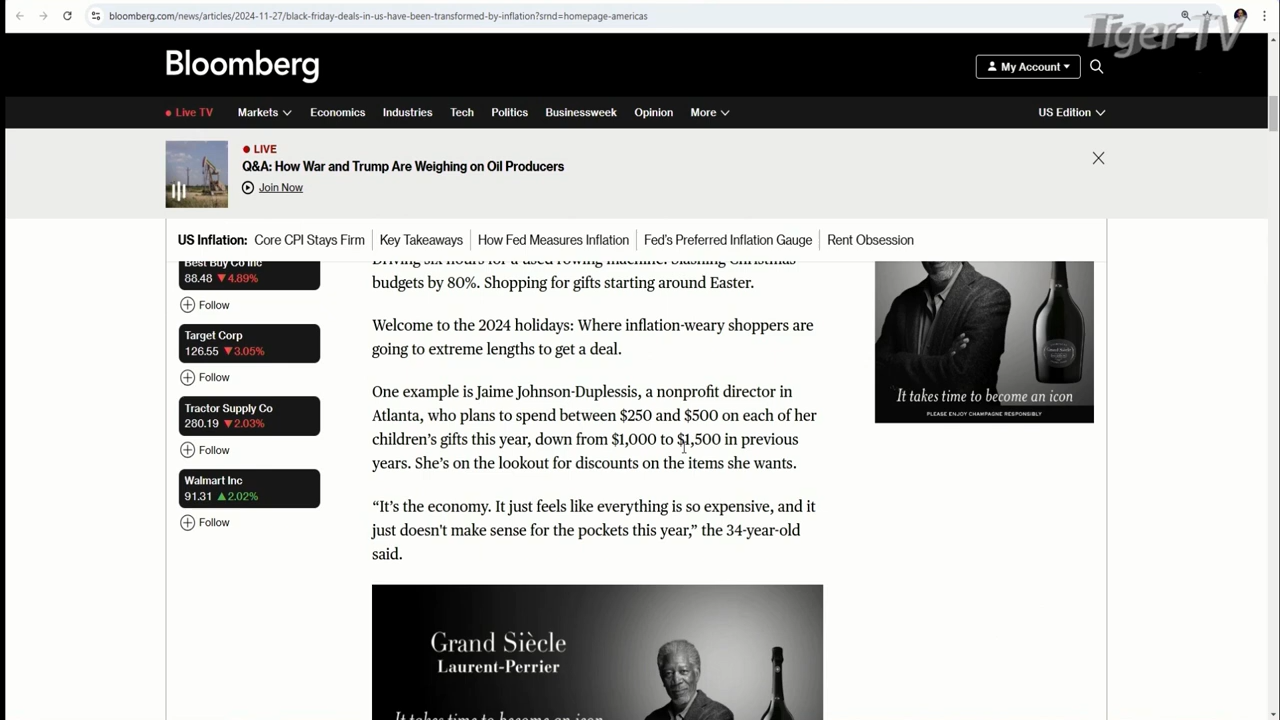 bloomberg.com/news/articles/2024-11-27/black-friday-deals-in-us-have-been-transformed-by-inflation?srnd=homepage-americas
Tiger-TV
Bloomberg
My Account
Live TV
Markets
Economics
Industries
Tech
Politics
Businessweek
Opinion
More
US Edition
LIVE
Q&A: How War and Trump Are Weighing on Oil Producers
Join Now
US Inflation:
Core CPI Stays Firm
Key Takeaways
How Fed Measures Inflation
Fed's Preferred Inflation Gauge
Rent Obsession
Best Buy Co Inc
88.48 ▼4.89%
Follow
Target Corp
126.55 ▼3.05%
Follow
Tractor Supply Co
280.19 ▼2.03%
Follow
Walmart Inc
91.31 ▲2.02%
Follow
Driving six hours for a used rowing machine. Slashing Christmas
budgets by 80%. Shopping for gifts starting around Easter.
Welcome to the 2024 holidays: Where inflation-weary shoppers are
going to extreme lengths to get a deal.
One example is Jaime Johnson-Duplessis, a nonprofit director in
Atlanta, who plans to spend between $250 and $500 on each of her
children’s gifts this year, down from $1,000 to $1,500 in previous
years. She’s on the lookout for discounts on the items she wants.
“It’s the economy. It just feels like everything is so expensive, and it
just doesn't make sense for the pockets this year,” the 34-year-old
said.
Grand Siècle
It takes time to become an icon
PLEASE ENJOY CHAMPAGNE RESPONSIBLY
Grand Siècle
Laurent-Perrier
It takes time to become an icon